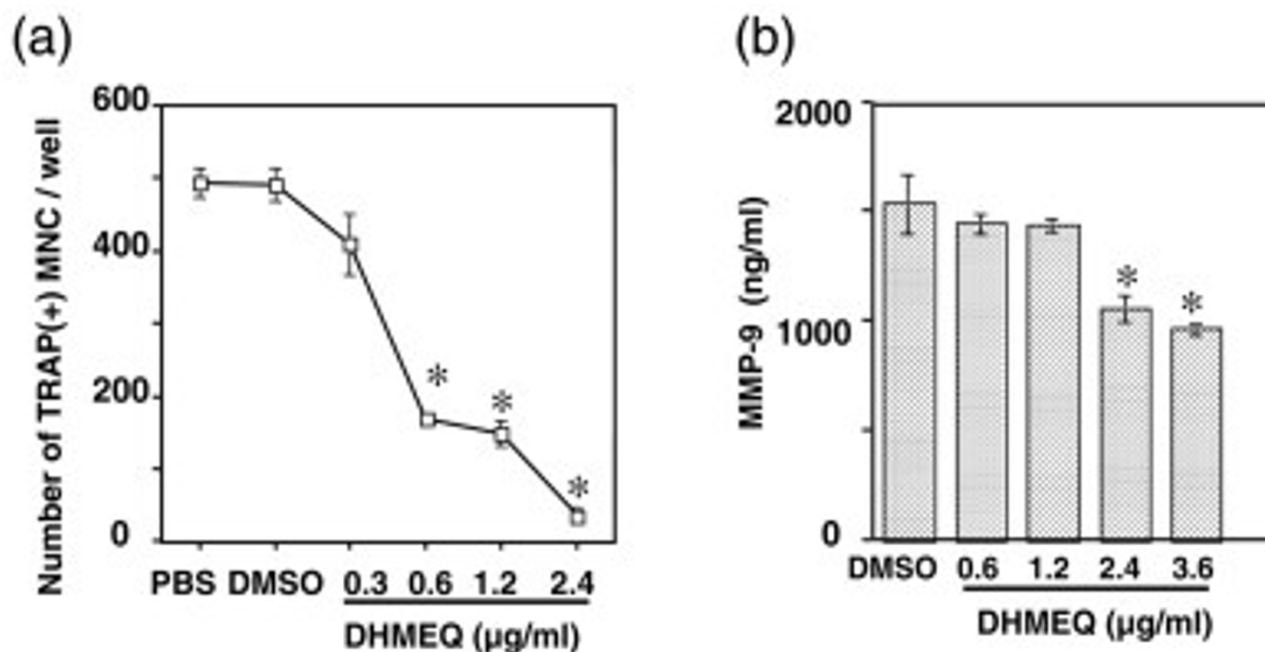 (a)
Number of TRAP(+) MNC / well
600
400
200
0
PBS DMSO 0.3 0.6 1.2 2.4
DHMEQ (μg/ml)
*
*
*
(b)
MMP-9 (ng/ml)
2000
1000
0
DMSO 0.6 1.2 2.4 3.6
DHMEQ (μg/ml)
*
*